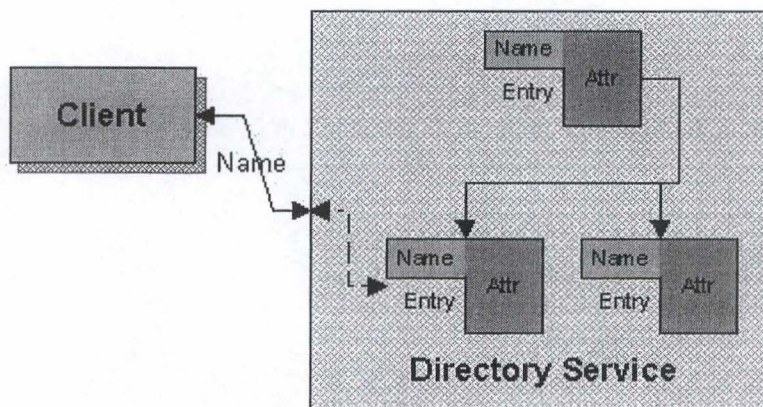 Client
Name
Name
Attr
Entry
Name
Attr
Entry
Name
Attr
Entry
Directory Service